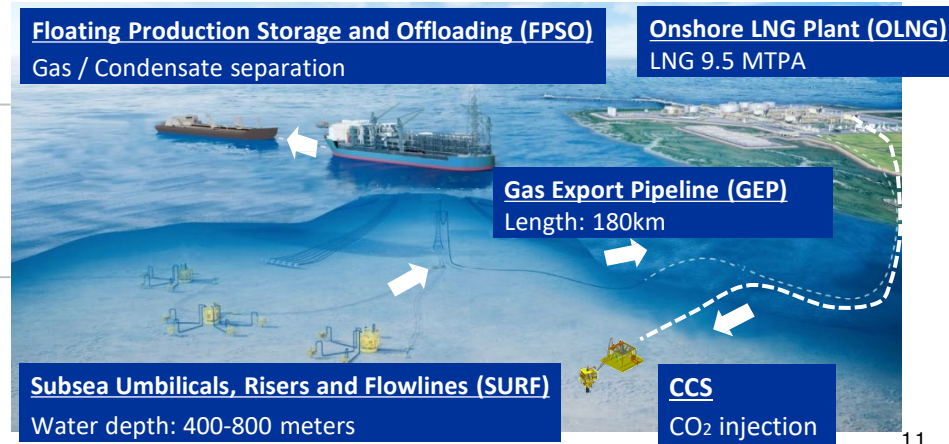 Floating Production Storage and Offloading (FPSO)
Gas / Condensate separation
Onshore LNG Plant (OLNG)
LNG 9.5 MTPA
Gas Export Pipeline (GEP)
Length: 180km
Subsea Umbilicals, Risers and Flowlines (SURF)
Water depth: 400-800 meters
CCS
CO₂ injection
11